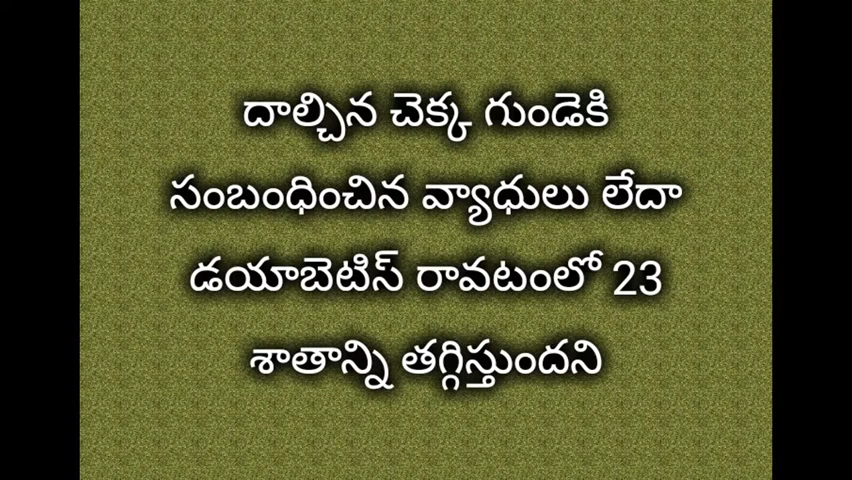 దాల్చిన చెక్క గుండెకి
సంబంధించిన వ్యాధులు లేదా
డయాబెటిస్ రావటంలో 23
శాతాన్ని తగ్గిస్తుందని